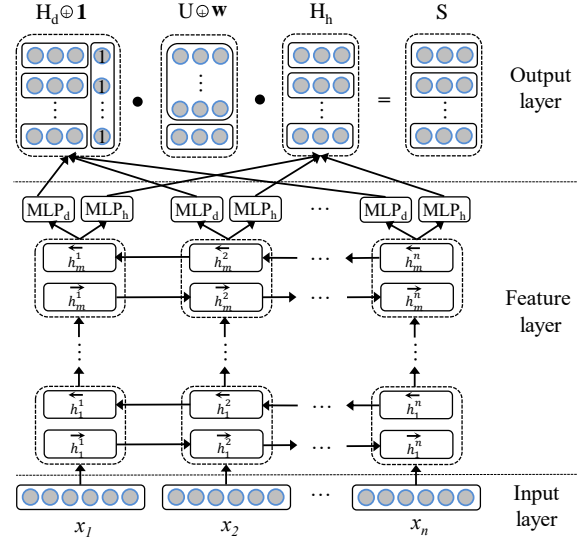 H_d ⊕ 1 U ⊕ w H_h S
1
1
⋮ ⋮ ⋮ ⋮
1
• • =
Output
layer
MLP_d MLP_h MLP_d MLP_h ⋯ MLP_d MLP_h
←h_m^1 ←h_m^2 ⋯ ←h_m^n
→h_m^1 →h_m^2 ⋯ →h_m^n
Feature
layer
⋮ ⋮ ⋮
←h_1^1 ←h_1^2 ⋯ ←h_1^n
→h_1^1 →h_1^2 ⋯ →h_1^n
⋯
Input
layer
x_1 x_2 x_n